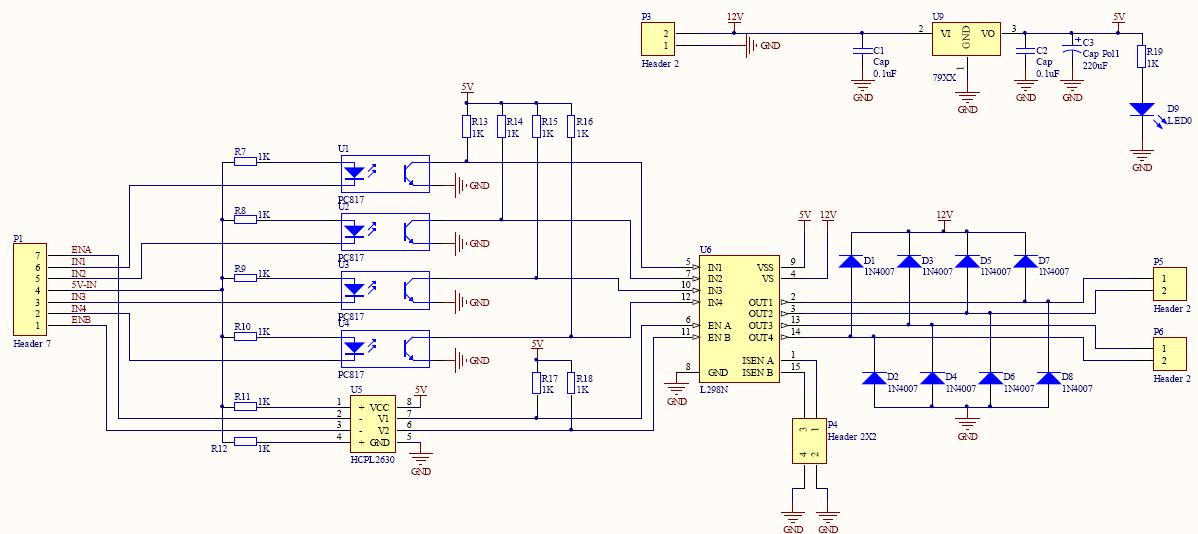 P3
12V
2
1
GND
Header 2
C1
Cap
0.1uF
GND
U9
2
VI
GND
VO
3
1
79XX
GND
C2
Cap
0.1uF
GND
C3
Cap Pol1
220uF
GND
5V
R19
1K
D9
LED0
GND
5V
R13
1K
R14
1K
R15
1K
R16
1K
R7
1K
U1
GND
PC817
U2
R8
1K
GND
PC817
U3
R9
1K
GND
PC817
U4
R10
1K
GND
PC817
P1
7
ENA
6
IN1
5
IN2
4
5V-IN
3
IN3
2
IN4
1
ENB
Header 7
5V
R17
1K
R18
1K
R11
1K
R12
1K
U5
1
+
VCC
8
5V
2
-
V1
7
3
-
V2
6
4
+
GND
5
HCPL2630
GND
5V
12V
U6
5
IN1
7
IN2
10
IN3
12
IN4
6
EN A
11
EN B
8
GND
GND
VSS
9
VS
4
OUT1
2
OUT2
3
OUT3
13
OUT4
14
ISEN A
1
ISEN B
15
L298N
12V
D1
1N4007
D3
1N4007
D5
1N4007
D7
1N4007
D2
1N4007
D4
1N4007
D6
1N4007
D8
1N4007
GND
P5
1
2
Header 2
P6
1
2
Header 2
P4
Header 2X2
3
1
4
2
GND
GND